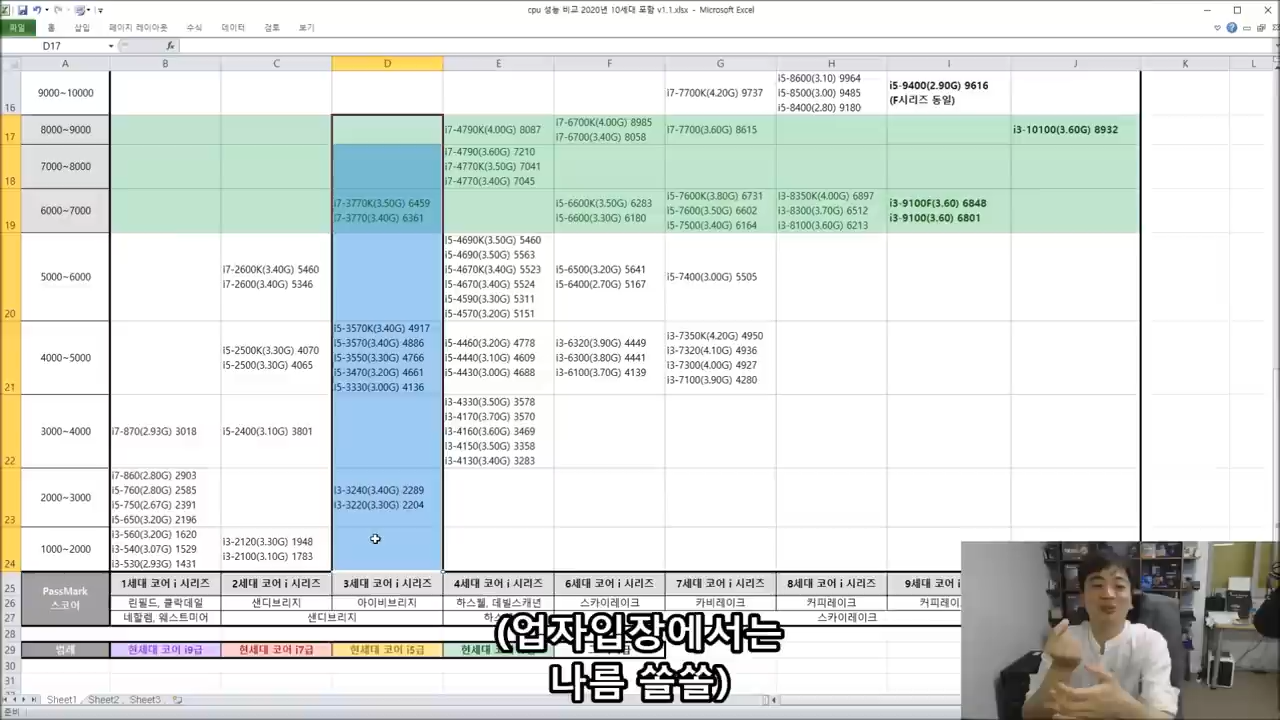 cpu 성능 비교 2020년 10세대 포함 v1.1.xlsx - Microsoft Excel
파일 홈 삽입 페이지 레이아웃 수식 데이터 검토 보기
D17 fx
A B C D E F G H I J K L
16 9000~10000 i7-7700K(4.20G) 9737 i5-8600(3.10) 9964 i5-9400(2.90G) 9616
i5-8500(3.00) 9485 (F시리즈 동일)
i5-8400(2.80) 9180
17 8000~9000 i7-4790K(4.00G) 8087 i7-6700K(4.00G) 8985 i7-7700(3.60G) 8615 i3-10100(3.60G) 8932
i7-6700(3.40G) 8058
18 7000~8000 i7-4790(3.60G) 7210
i7-4770K(3.50G) 7041
i7-4770(3.40G) 7045
19 6000~7000 i7-3770K(3.50G) 6459 i5-6600K(3.50G) 6283 i5-7600K(3.80G) 6731 i3-8350K(4.00G) 6897 i3-9100F(3.60) 6848
i7-3770(3.40G) 6361 i5-6600(3.30G) 6180 i5-7600(3.50G) 6602 i3-8300(3.70G) 6512 i3-9100(3.60) 6801
i5-7500(3.40G) 6164 i3-8100(3.60G) 6213
20 5000~6000 i7-2600K(3.40G) 5460 i5-4690K(3.50G) 5460 i5-6500(3.20G) 5641 i5-7400(3.00G) 5505
i7-2600(3.40G) 5346 i5-4690(3.50G) 5563 i5-6400(2.70G) 5167
i5-4670K(3.40G) 5523
i5-4670(3.40G) 5524
i5-4590(3.30G) 5311
i5-4570(3.20G) 5151
21 4000~5000 i5-2500K(3.30G) 4070 i5-3570K(3.40G) 4917 i5-4460(3.20G) 4778 i3-6320(3.90G) 4449 i3-7350K(4.20G) 4950
i5-2500(3.30G) 4065 i5-3570(3.40G) 4886 i5-4440(3.10G) 4609 i3-6300(3.80G) 4441 i3-7320(4.10G) 4936
i5-3550(3.30G) 4766 i5-4430(3.00G) 4688 i3-6100(3.70G) 4139 i3-7300(4.00G) 4927
i5-3470(3.20G) 4661 i3-7100(3.90G) 4280
i5-3330(3.00G) 4136
22 3000~4000 i7-870(2.93G) 3018 i5-2400(3.10G) 3801 i3-4330(3.50G) 3578
i3-4170(3.70G) 3570
i3-4160(3.60G) 3469
i3-4150(3.50G) 3358
i3-4130(3.40G) 3283
23 2000~3000 i7-860(2.80G) 2903 I3-3240(3.40G) 2289
i5-760(2.80G) 2585 I3-3220(3.30G) 2204
i5-750(2.67G) 2391
i5-650(3.20G) 2196
24 1000~2000 i3-560(3.20G) 1620 i3-2120(3.30G) 1948
i3-540(3.07G) 1529 i3-2100(3.10G) 1783
i3-530(2.93G) 1431
25 PassMark 스코어 1세대 코어 i 시리즈 2세대 코어 i 시리즈 3세대 코어 i 시리즈 4세대 코어 i 시리즈 6세대 코어 i 시리즈 7세대 코어 i 시리즈 8세대 코어 i 시리즈 9세대
26 린필드, 클락데일 샌디브리지 아이비브리지 하스웰, 데빌스캐년 스카이레이크 카비레이크 커피레이크
27 네할렘, 웨스트미어 샌디브리지 스카이레이크
28
29 범례 현세대 코어 i9급 현세대 코어 i7급 현세대 코어 i5급
30
31
(업자입장에서는
나름 쏠쏠)
Sheet1 Sheet2 Sheet3
준비